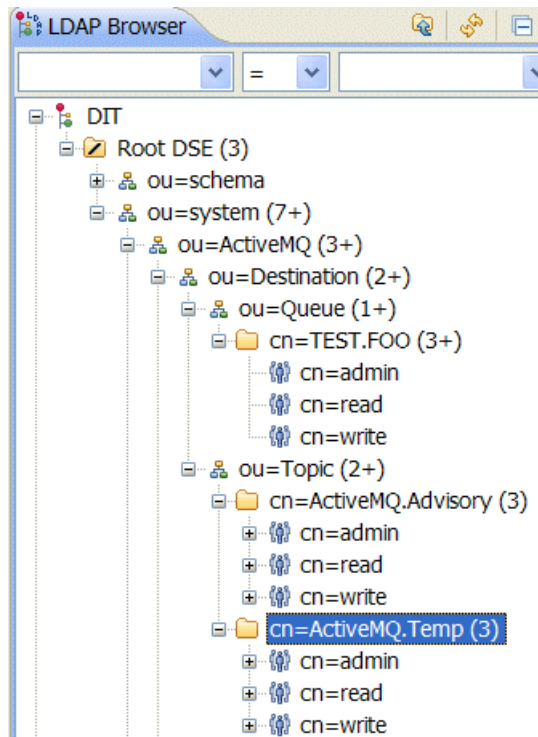 LDAP Browser
=
DIT
Root DSE (3)
ou=schema
ou=system (7+)
ou=ActiveMQ (3+)
ou=Destination (2+)
ou=Queue (1+)
cn=TEST.FOO (3+)
cn=admin
cn=read
cn=write
ou=Topic (2+)
cn=ActiveMQ.Advisory (3)
cn=admin
cn=read
cn=write
cn=ActiveMQ.Temp (3)
cn=admin
cn=read
cn=write